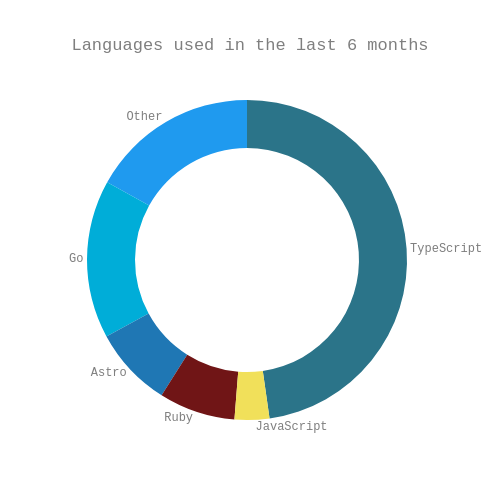 Languages used in the last 6 months
Other
TypeScript
Go
Astro
Ruby
JavaScript